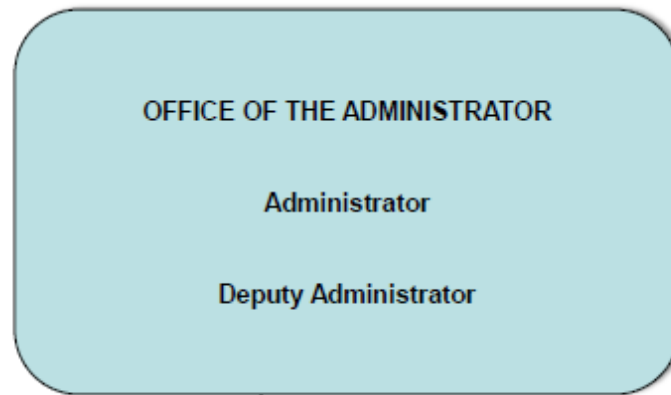 OFFICE OF THE ADMINISTRATOR
Administrator
Deputy Administrator